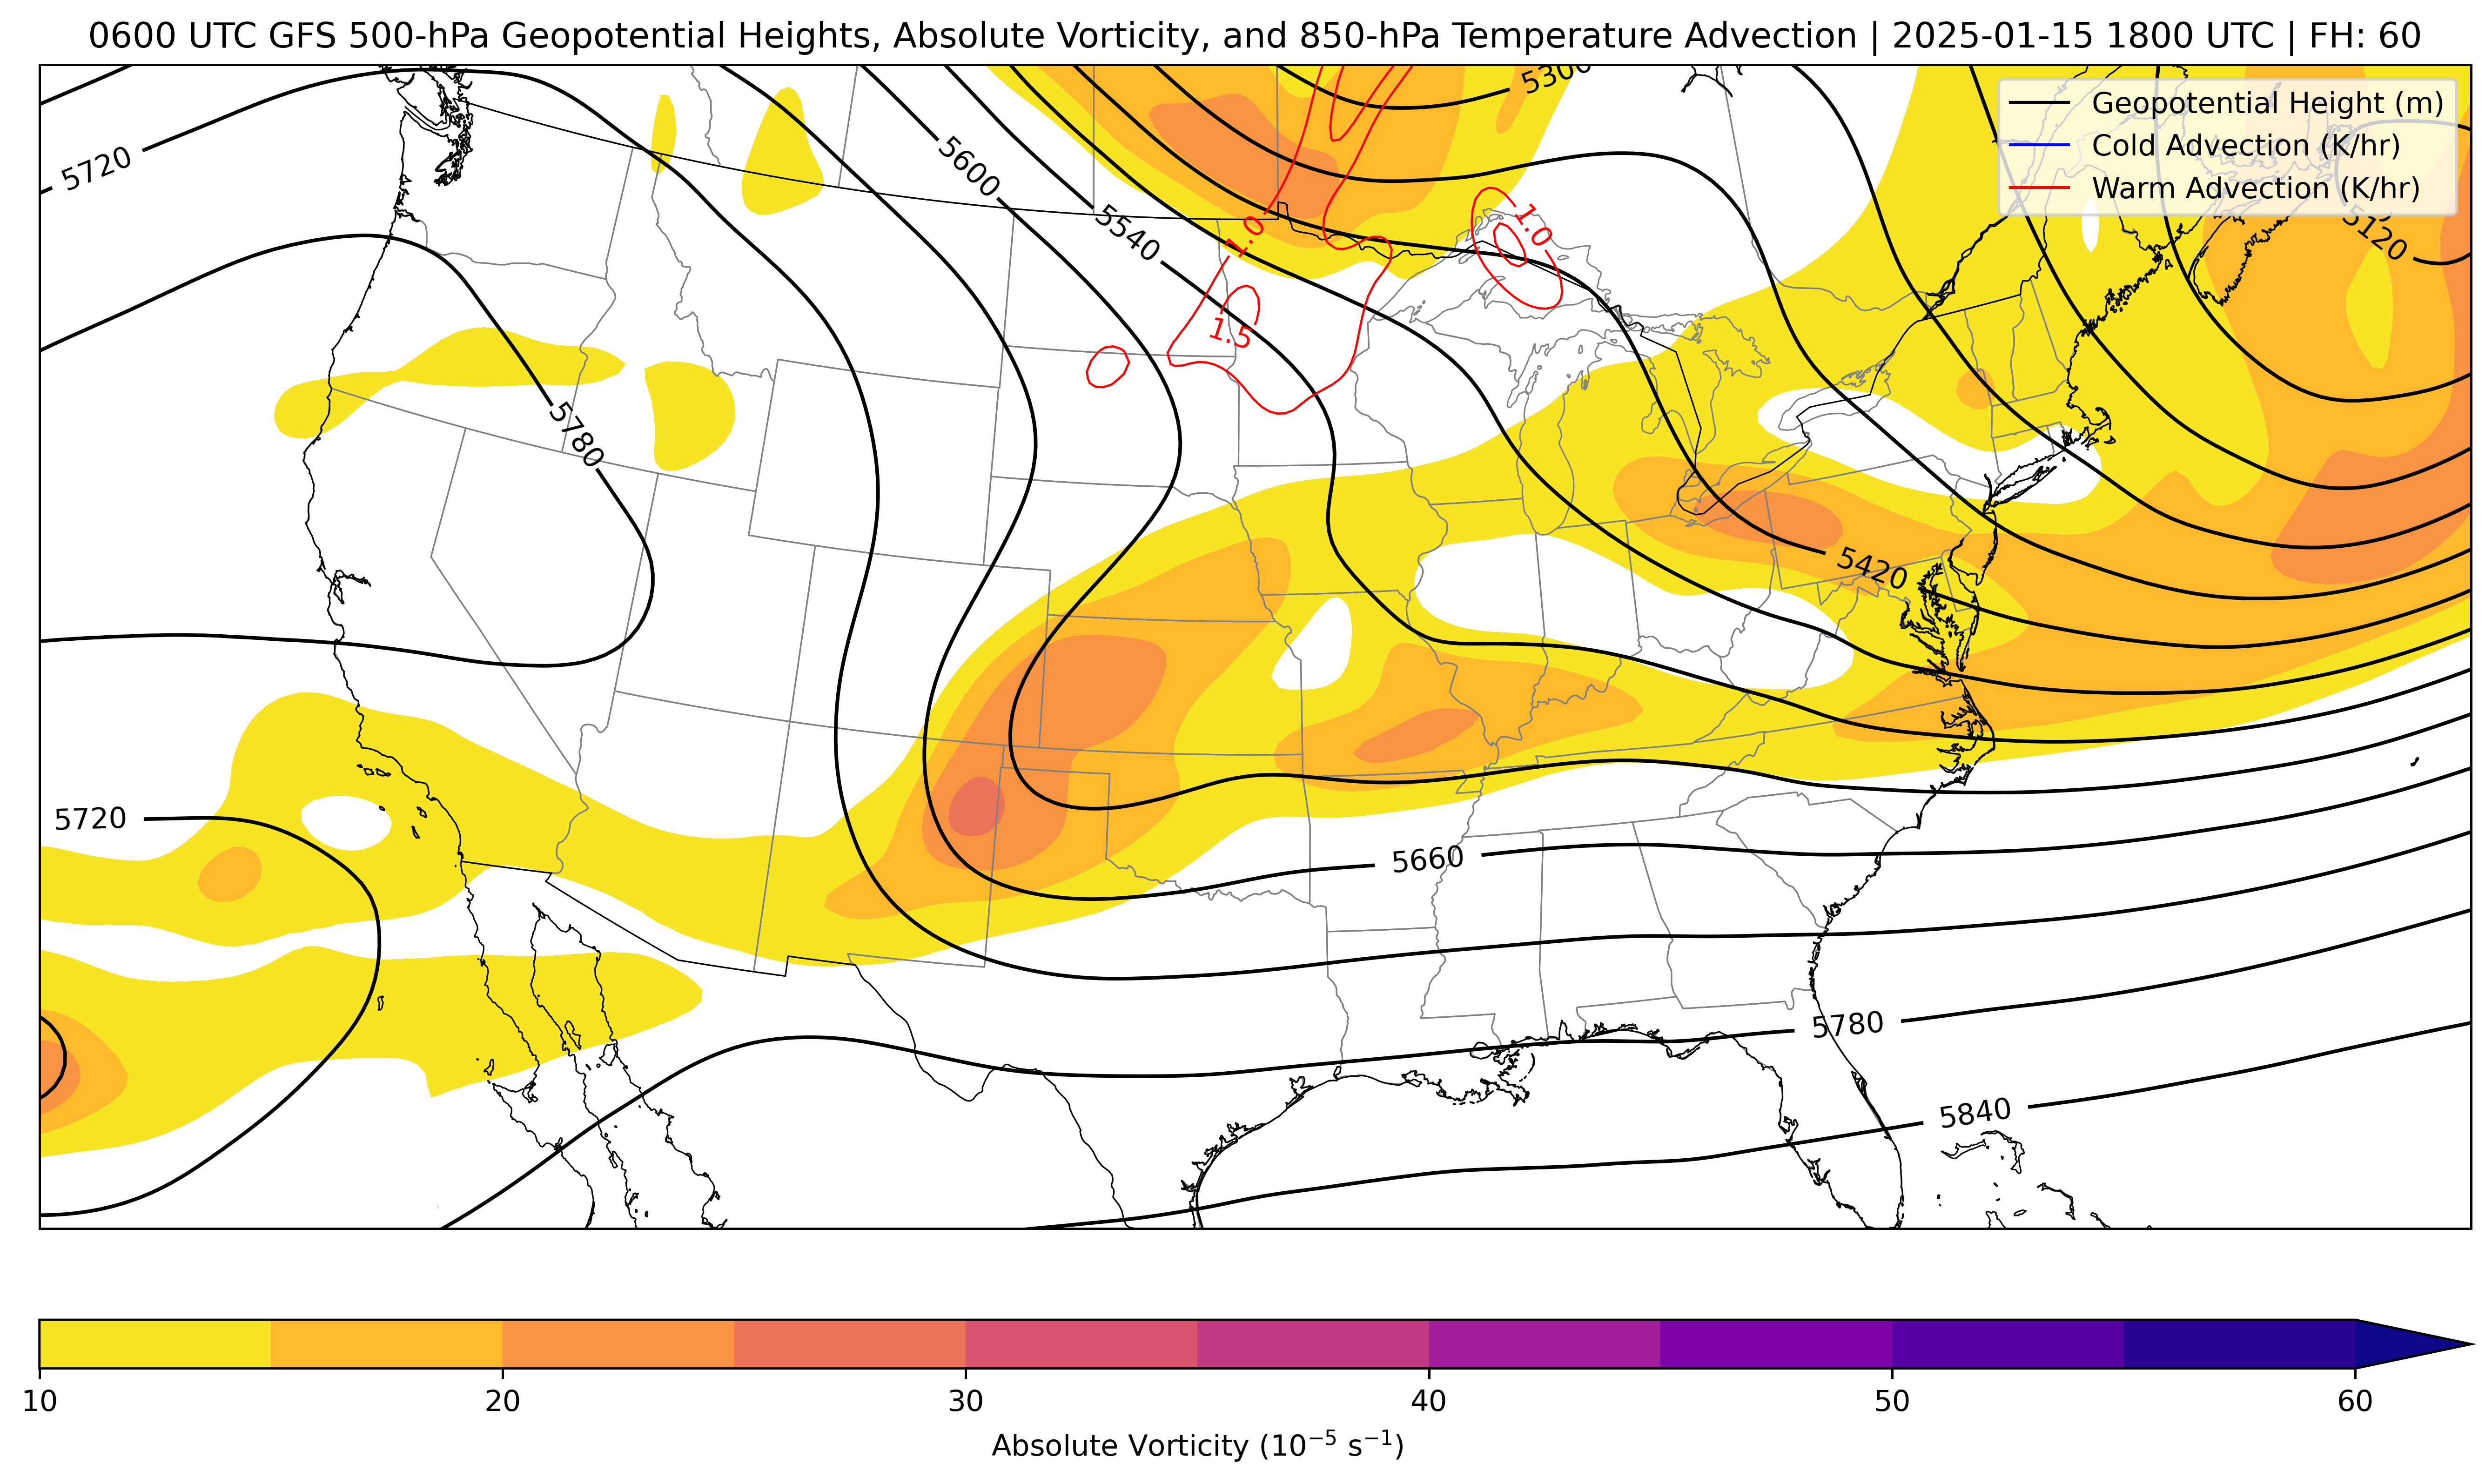 0600 UTC GFS 500-hPa Geopotential Heights, Absolute Vorticity, and 850-hPa Temperature Advection | 2025-01-15 1800 UTC | FH: 60
5300
Geopotential Height (m)
Cold Advection (K/hr)
Warm Advection (K/hr)
5720
5600
5540
1.0
1.0
5120
1.5
5780
5420
5720
5660
5780
5840
10 20 30 40 50 60
Absolute Vorticity (10⁻⁵ s⁻¹)